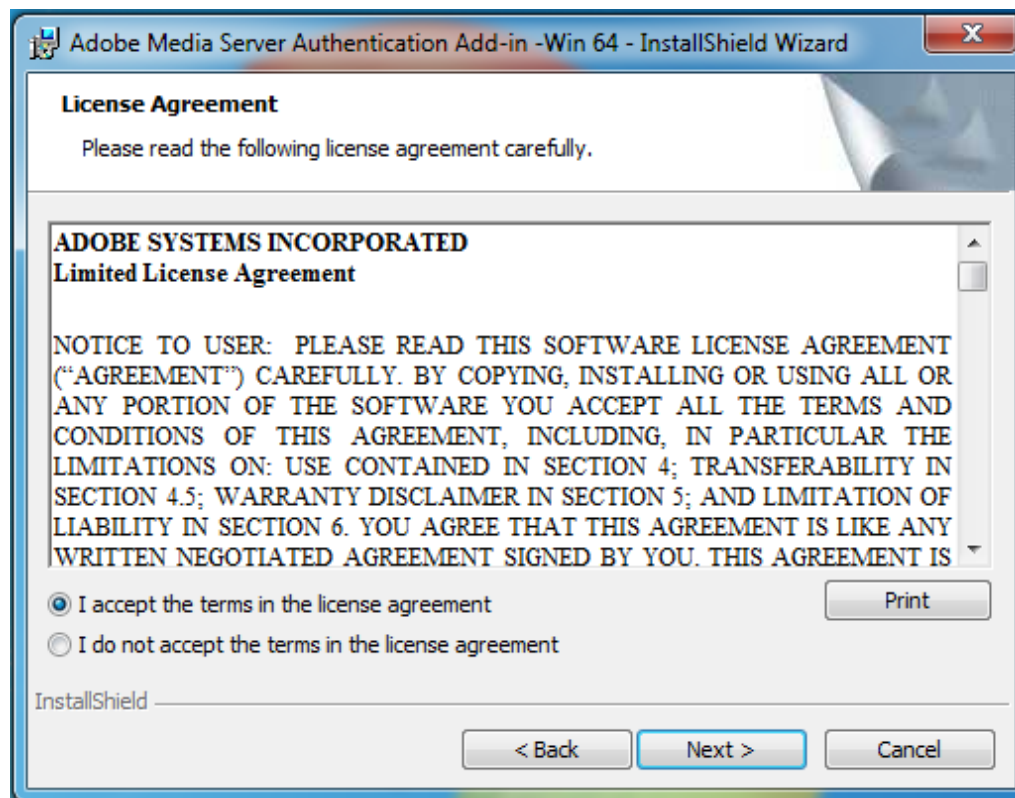 Adobe Media Server Authentication Add-in -Win 64 - InstallShield Wizard
License Agreement
Please read the following license agreement carefully.
ADOBE SYSTEMS INCORPORATED
Limited License Agreement
NOTICE TO USER: PLEASE READ THIS SOFTWARE LICENSE AGREEMENT
(“AGREEMENT”) CAREFULLY. BY COPYING, INSTALLING OR USING ALL OR
ANY PORTION OF THE SOFTWARE YOU ACCEPT ALL THE TERMS AND
CONDITIONS OF THIS AGREEMENT, INCLUDING, IN PARTICULAR THE
LIMITATIONS ON: USE CONTAINED IN SECTION 4; TRANSFERABILITY IN
SECTION 4.5; WARRANTY DISCLAIMER IN SECTION 5; AND LIMITATION OF
LIABILITY IN SECTION 6. YOU AGREE THAT THIS AGREEMENT IS LIKE ANY
WRITTEN NEGOTIATED AGREEMENT SIGNED BY YOU. THIS AGREEMENT IS
I accept the terms in the license agreement
Print
I do not accept the terms in the license agreement
InstallShield
< Back
Next >
Cancel